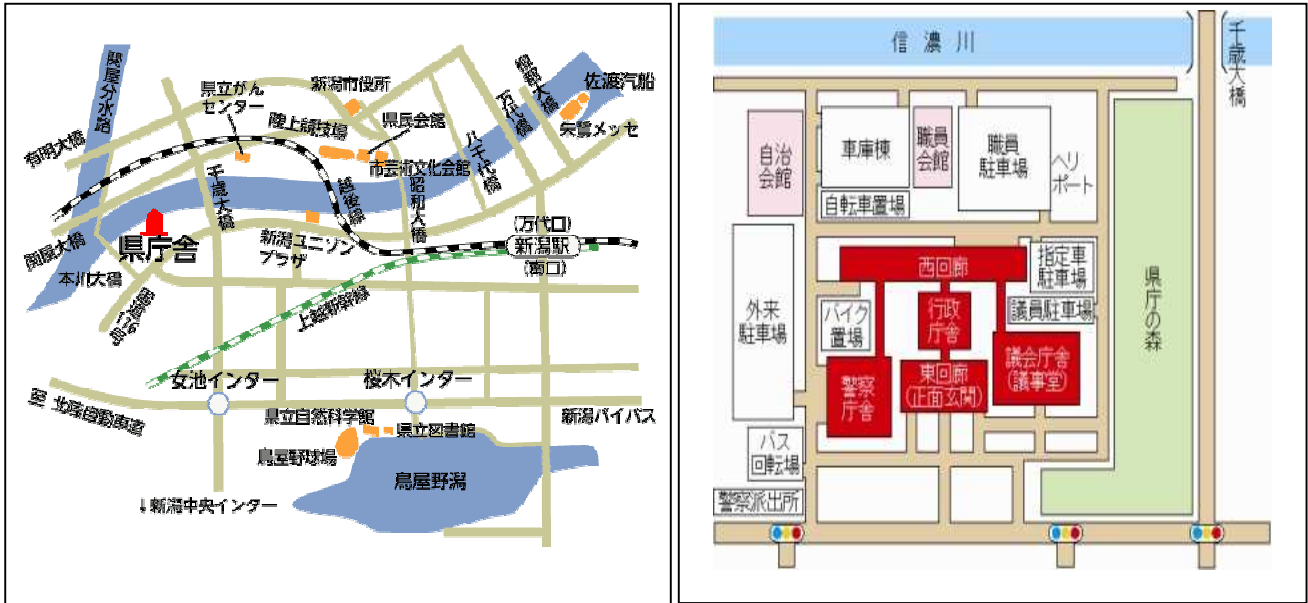 関屋分水路
有明大橋
県立がん
センター
新潟市役所
陸上競技場
県民会館
市芸術文化会館
万代橋
八千代橋
佐渡汽船
朱鷺メッセ
千歳大橋
越後線
昭和大橋
関屋大橋
県庁舎
本川大橋
新潟ユニゾン
プラザ
(万代口)
新潟駅
(南口)
上越新幹線
女池インター
桜木インター
至 北陸自動車道
新潟バイパス
県立自然科学館
県立図書館
鳥屋野球場
鳥屋野潟
↓新潟中央インター
信濃川
千歳大橋
自治
会館
車庫棟
職員
会館
職員
駐車場
ヘリ
ポート
自転車置場
西回廊
指定車
駐車場
議員駐車場
外来
駐車場
バイク
置場
行政
庁舎
議会庁舎
(議事堂)
警察
庁舎
東回廊
(正面玄関)
県庁の森
バス
回転場
警察派出所